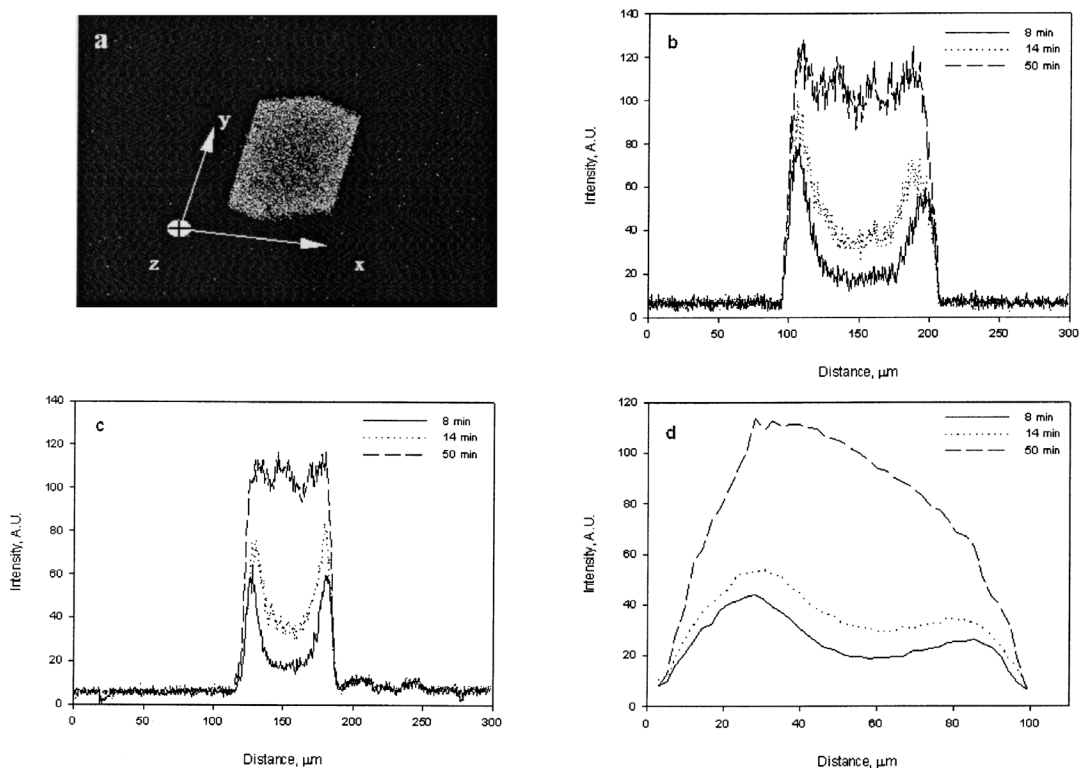 a
y
z
x
b
8 min
14 min
50 min
140
120
100
80
60
40
20
0
Intensity, A.U.
0 50 100 150 200 250 300
Distance, μm
c
8 min
14 min
50 min
140
120
100
80
60
40
20
0
Intensity, A.U.
0 50 100 150 200 250 300
Distance, μm
d
8 min
14 min
50 min
120
100
80
60
40
20
0
Intensity, A.U.
0 20 40 60 80 100
Distance, μm